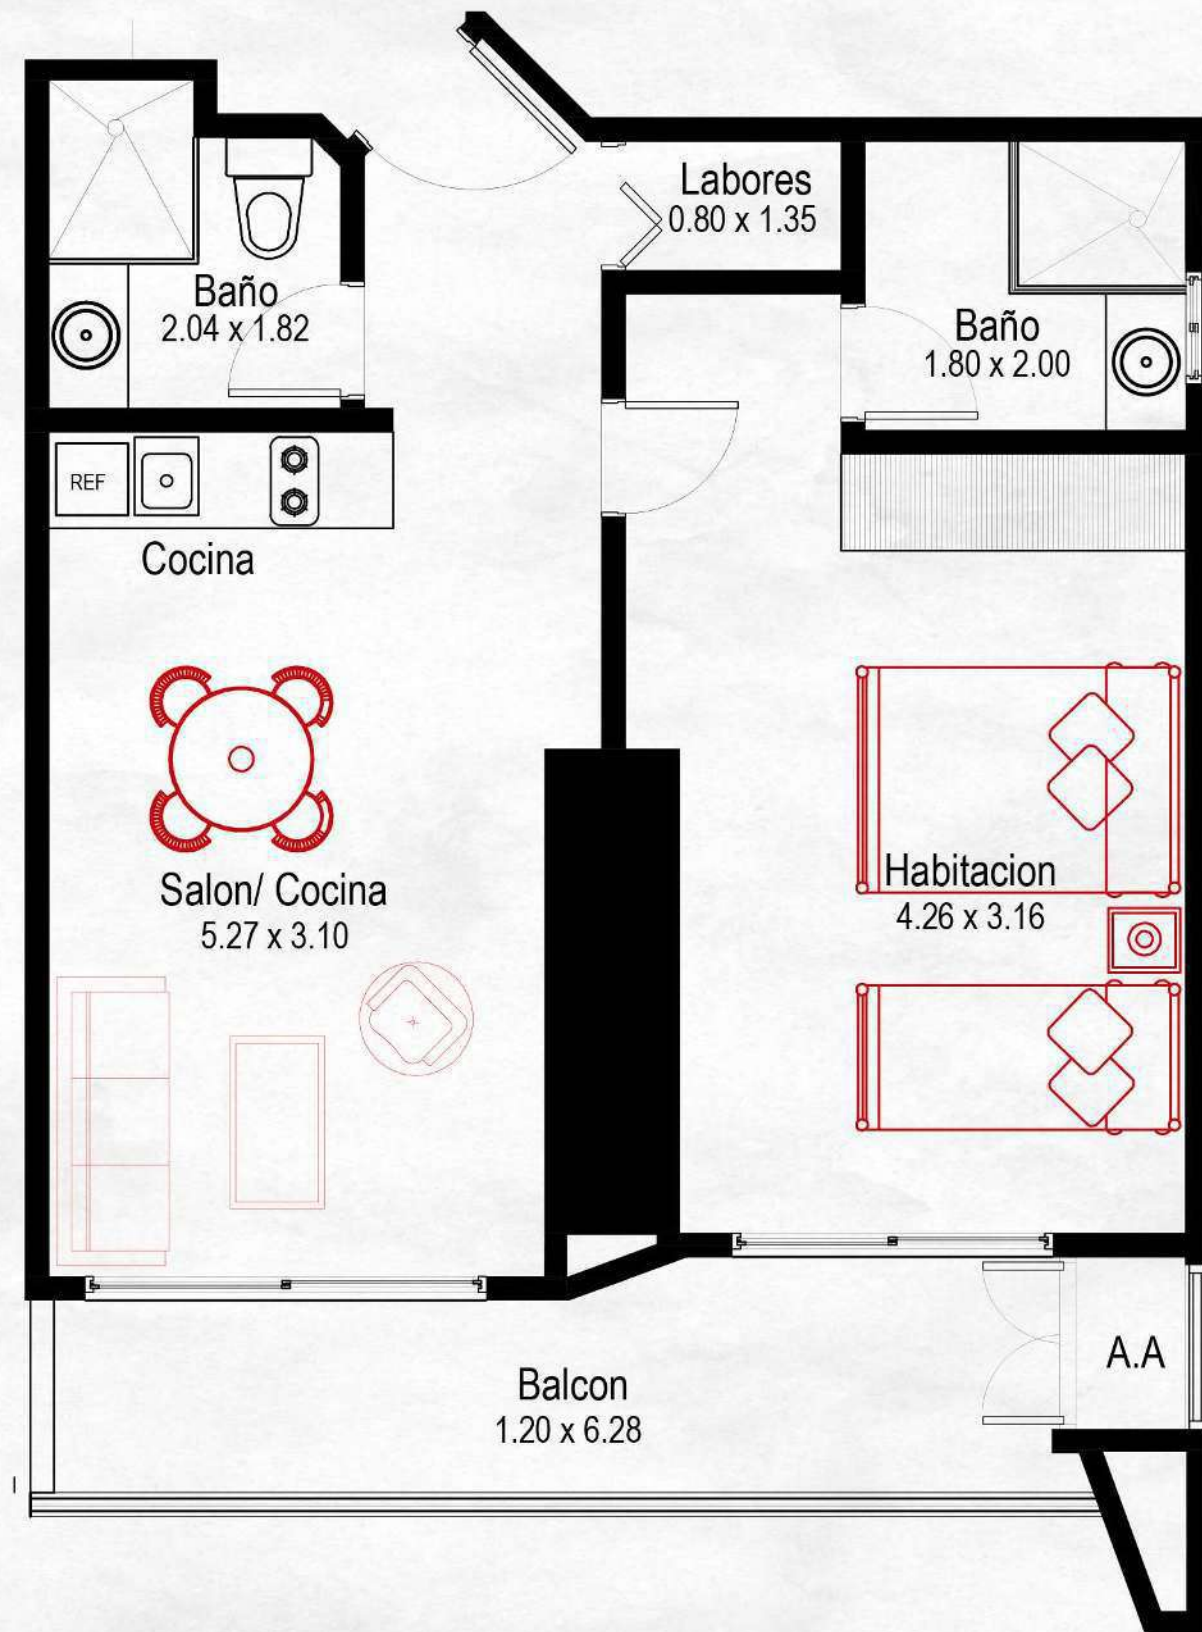 Labores
0.80 x 1.35
Baño
2.04 x 1.82
Baño
1.80 x 2.00
REF
Cocina
Salon/ Cocina
5.27 x 3.10
Habitacion
4.26 x 3.16
A.A
Balcon
1.20 x 6.28